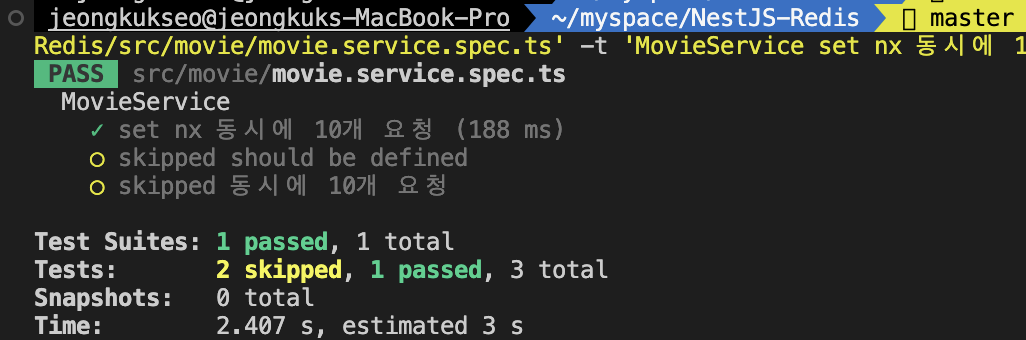 jeongkukseo@jeongkuks-MacBook-Pro ~/myspace/NestJS-Redis master
Redis/src/movie/movie.service.spec.ts' -t 'MovieService set nx 동시에 1
PASS src/movie/movie.service.spec.ts
MovieService
✓ set nx 동시에 10개 요청 (188 ms)
○ skipped should be defined
○ skipped 동시에 10개 요청
Test Suites: 1 passed, 1 total
Tests: 2 skipped, 1 passed, 3 total
Snapshots: 0 total
Time: 2.407 s, estimated 3 s